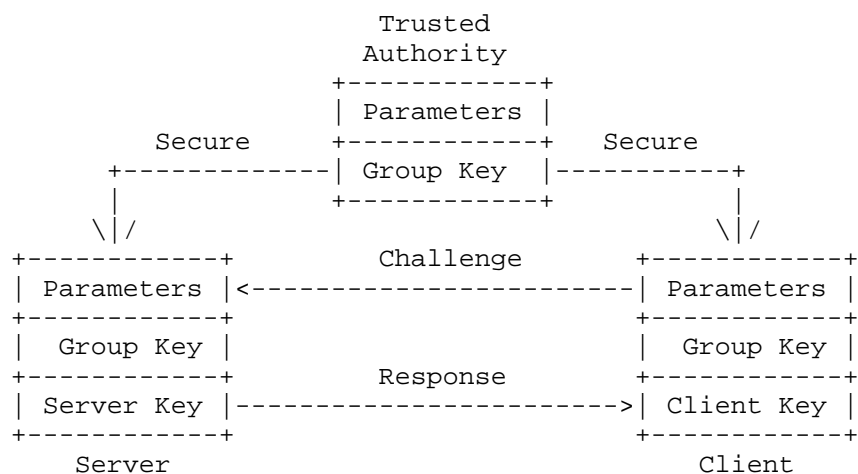 Trusted
Authority
Parameters
Secure Secure
Group Key
Challenge
Parameters Parameters
Group Key Group Key
Response
Server Key Client Key
Server Client